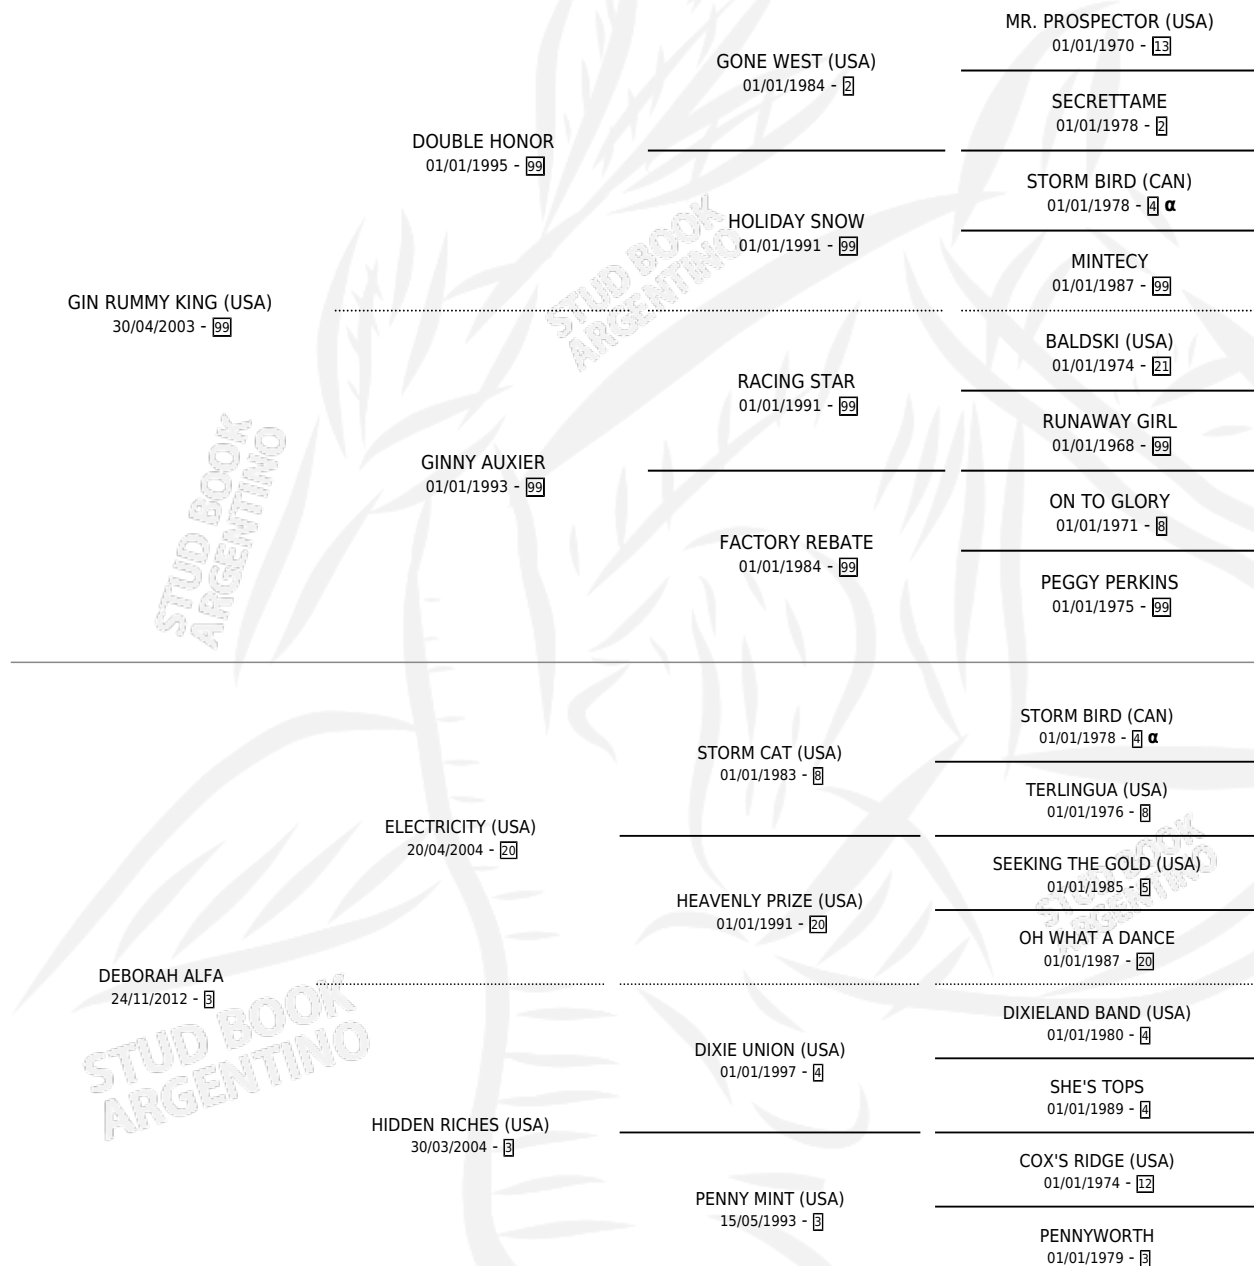 MR. PROSPECTOR (USA)
01/01/1970 - 13
GONE WEST (USA)
01/01/1984 - 2
SECRETTAME
01/01/1978 - 2
DOUBLE HONOR
01/01/1995 - 99
STORM BIRD (CAN)
01/01/1978 - 4 α
HOLIDAY SNOW
01/01/1991 - 99
MINTECY
01/01/1987 - 99
GIN RUMMY KING (USA)
30/04/2003 - 99
STUD BOOK
ARGENTINO
BALDSKI (USA)
01/01/1974 - 21
RACING STAR
01/01/1991 - 99
RUNAWAY GIRL
01/01/1968 - 99
GINNY AUXIER
01/01/1993 - 99
STUD BOOK
ARGENTINO
ON TO GLORY
01/01/1971 - 8
FACTORY REBATE
01/01/1984 - 99
PEGGY PERKINS
01/01/1975 - 99
STORM BIRD (CAN)
01/01/1978 - 4 α
STORM CAT (USA)
01/01/1983 - 8
TERLINGUA (USA)
01/01/1976 - 8
ELECTRICITY (USA)
20/04/2004 - 20
SEEKING THE GOLD (USA)
01/01/1985 - 5
STUD BOOK
ARGENTINO
HEAVENLY PRIZE (USA)
01/01/1991 - 20
OH WHAT A DANCE
01/01/1987 - 20
DEBORAH ALFA
24/11/2012 - 3
STUD BOOK
ARGENTINO
DIXIELAND BAND (USA)
01/01/1980 - 4
DIXIE UNION (USA)
01/01/1997 - 4
SHE'S TOPS
01/01/1989 - 4
HIDDEN RICHES (USA)
30/03/2004 - 3
COX'S RIDGE (USA)
01/01/1974 - 12
PENNY MINT (USA)
15/05/1993 - 3
PENNYWORTH
01/01/1979 - 3